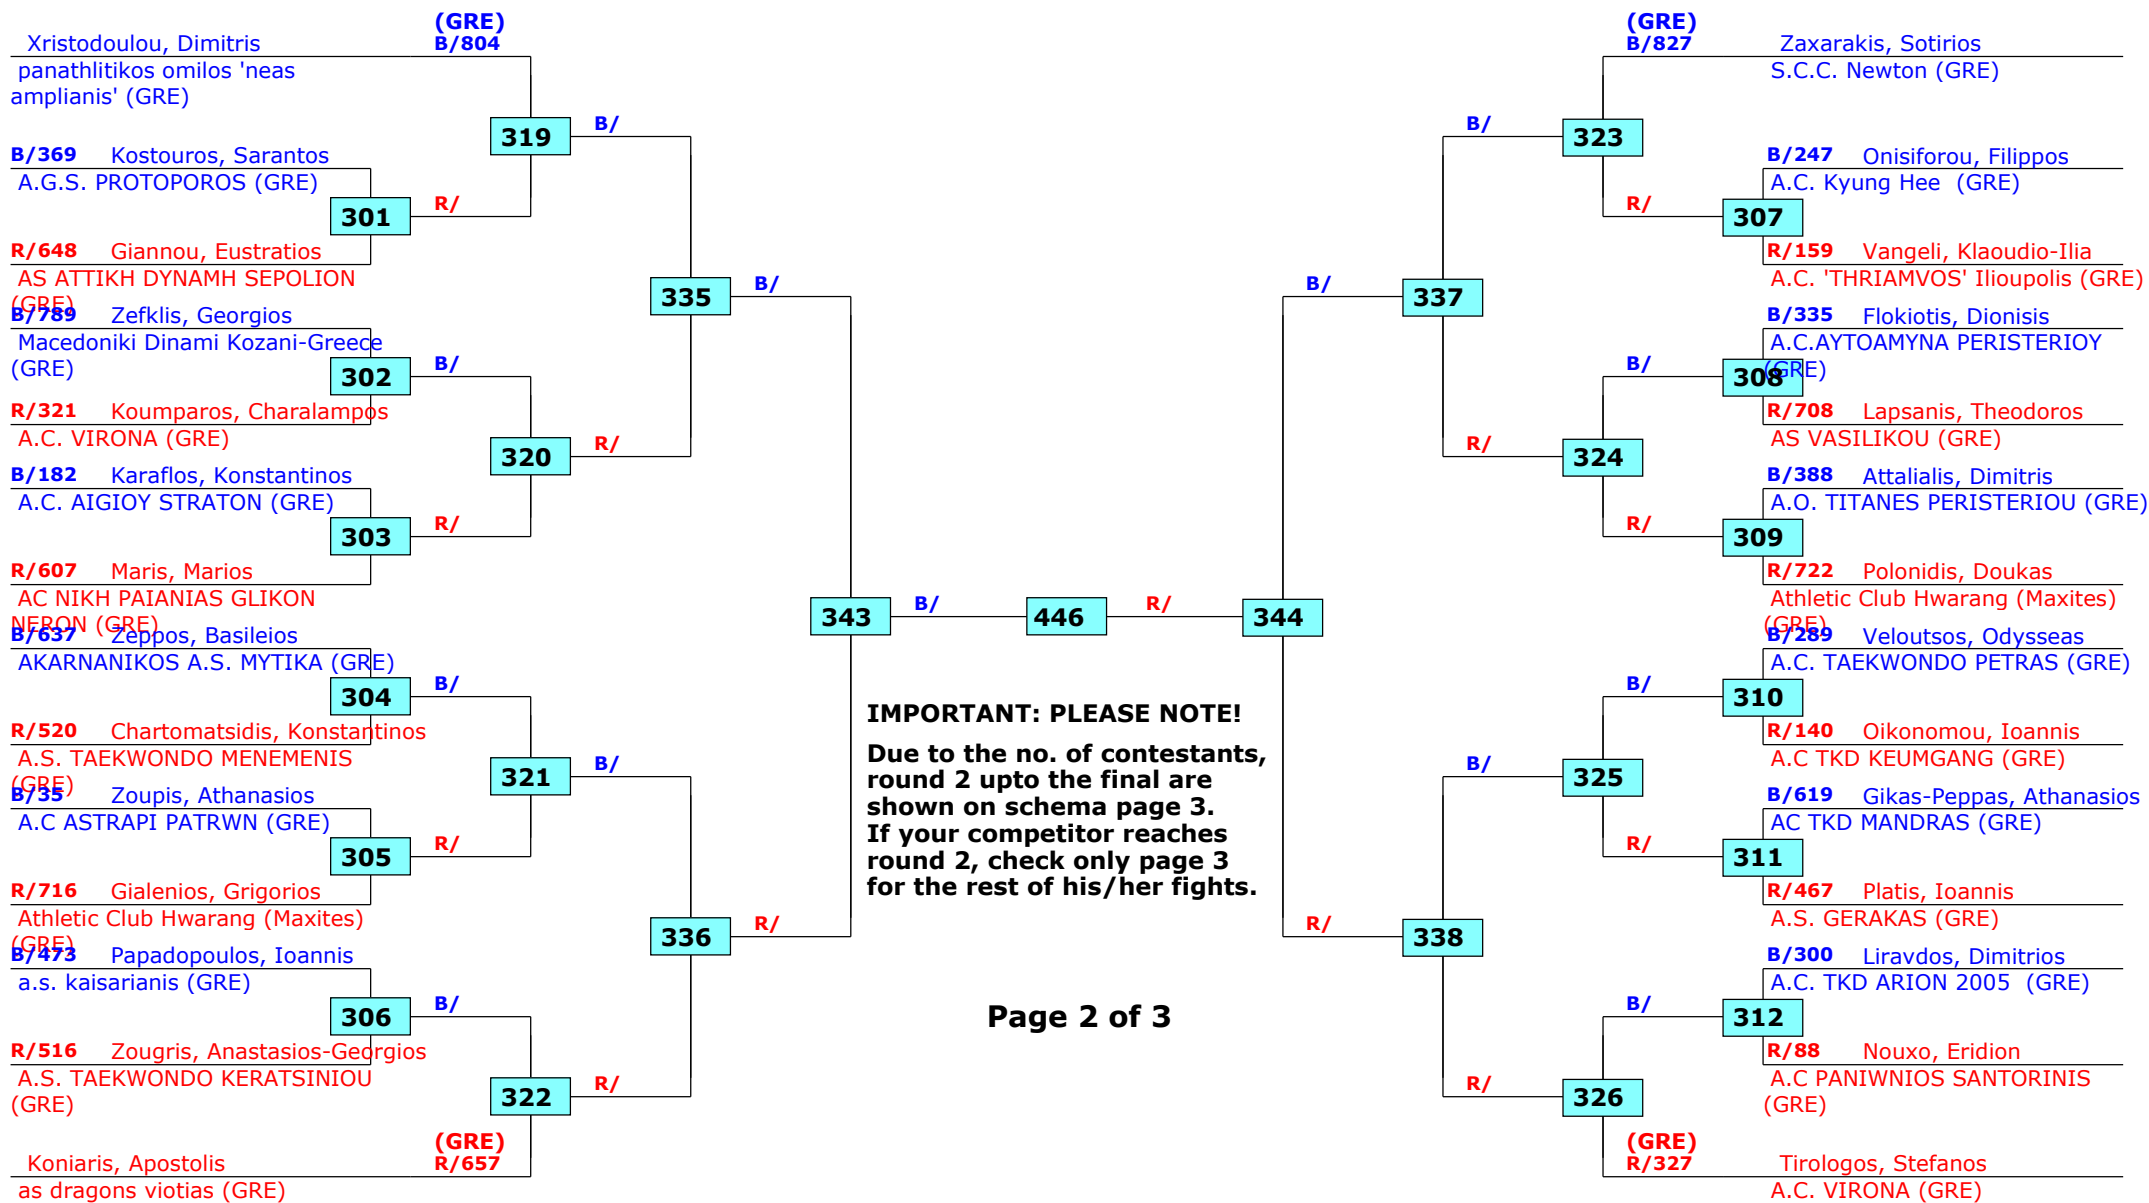 (GRE)
Xristodoulou, Dimitris B/804
panathlitikos omilos 'neas
amplianis' (GRE)
319
B/
B/369 Kostouros, Sarantos
A.G.S. PROTOPOROS (GRE)
301
R/
R/648 Giannou, Eustratios
AS ATTIKH DYNAMH SEPOLION
(GRE)
335
B/
B/789 Zefklis, Georgios
Macedoniki Dinami Kozani-Greece
(GRE)
302
B/
R/321 Koumparos, Charalampos
A.C. VIRONA (GRE)
320
R/
B/182 Karaflos, Konstantinos
A.C. AIGIOY STRATON (GRE)
303
R/
R/607 Maris, Marios
AC NIKH PAIANIAS GLIKON
NERON (GRE)
343
B/
B/637 Zeppos, Basileios
AKARNANIKOS A.S. MYTIKA (GRE)
304
B/
R/520 Chartomatsidis, Konstantinos
A.S. TAEKWONDO MENEMENIS
(GRE)
321
B/
B/35 Zoupis, Athanasios
A.C ASTRAPI PATRWN (GRE)
305
R/
R/716 Gialenios, Grigorios
Athletic Club Hwarang (Maxites)
(GRE)
336
R/
B/473 Papadopoulos, Ioannis
a.s. kaisarianis (GRE)
306
B/
R/516 Zougris, Anastasios-Georgios
A.S. TAEKWONDO KERATSINIOU
(GRE)
322
R/
(GRE)
Koniaris, Apostolis R/657
as dragons viotias (GRE)
446
IMPORTANT: PLEASE NOTE!
Due to the no. of contestants,
round 2 upto the final are
shown on schema page 3.
If your competitor reaches
round 2, check only page 3
for the rest of his/her fights.
Page 2 of 3
(GRE)
B/827 Zaxarakis, Sotirios
S.C.C. Newton (GRE)
B/
323
B/247 Onisiforou, Filippos
A.C. Kyung Hee (GRE)
R/
307
R/159 Vangeli, Klaoudio-Ilia
A.C. 'THRIAMVOS' Ilioupolis (GRE)
B/
337
B/335 Flokiotis, Dionisis
A.C.AYTOAMYNA PERISTERIOY
(GRE)
B/
308
R/708 Lapsanis, Theodoros
AS VASILIKOU (GRE)
R/
324
B/388 Attalialis, Dimitris
A.O. TITANES PERISTERIOU (GRE)
R/
309
R/722 Polonidis, Doukas
Athletic Club Hwarang (Maxites)
(GRE)
R/
344
B/289 Veloutsos, Odysseas
A.C. TAEKWONDO PETRAS (GRE)
B/
310
R/140 Oikonomou, Ioannis
A.C TKD KEUMGANG (GRE)
B/
325
B/619 Gikas-Peppas, Athanasios
AC TKD MANDRAS (GRE)
R/
311
R/467 Platis, Ioannis
A.S. GERAKAS (GRE)
R/
338
B/300 Liravdos, Dimitrios
A.C. TKD ARION 2005 (GRE)
B/
312
R/88 Nouxo, Eridion
A.C PANIWNIOS SANTORINIS
(GRE)
R/
326
(GRE)
R/327 Tirologos, Stefanos
A.C. VIRONA (GRE)